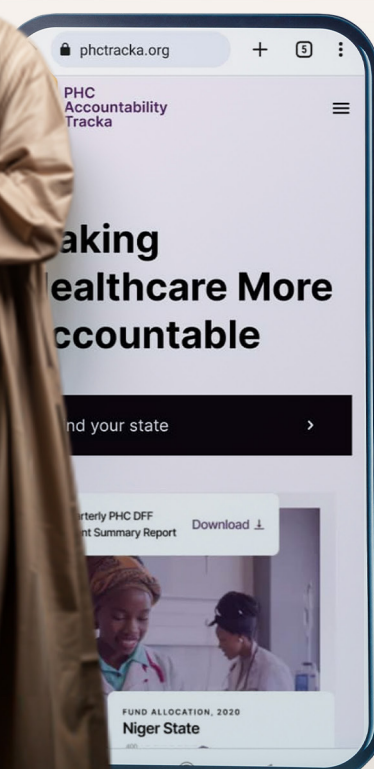 phctracka.org
5
PHC
Accountability
Tracka
aking
ealthcare More
ccountable
nd your state
rterly PHC DFF
nt Summary Report
Download
FUND ALLOCATION, 2020
Niger State